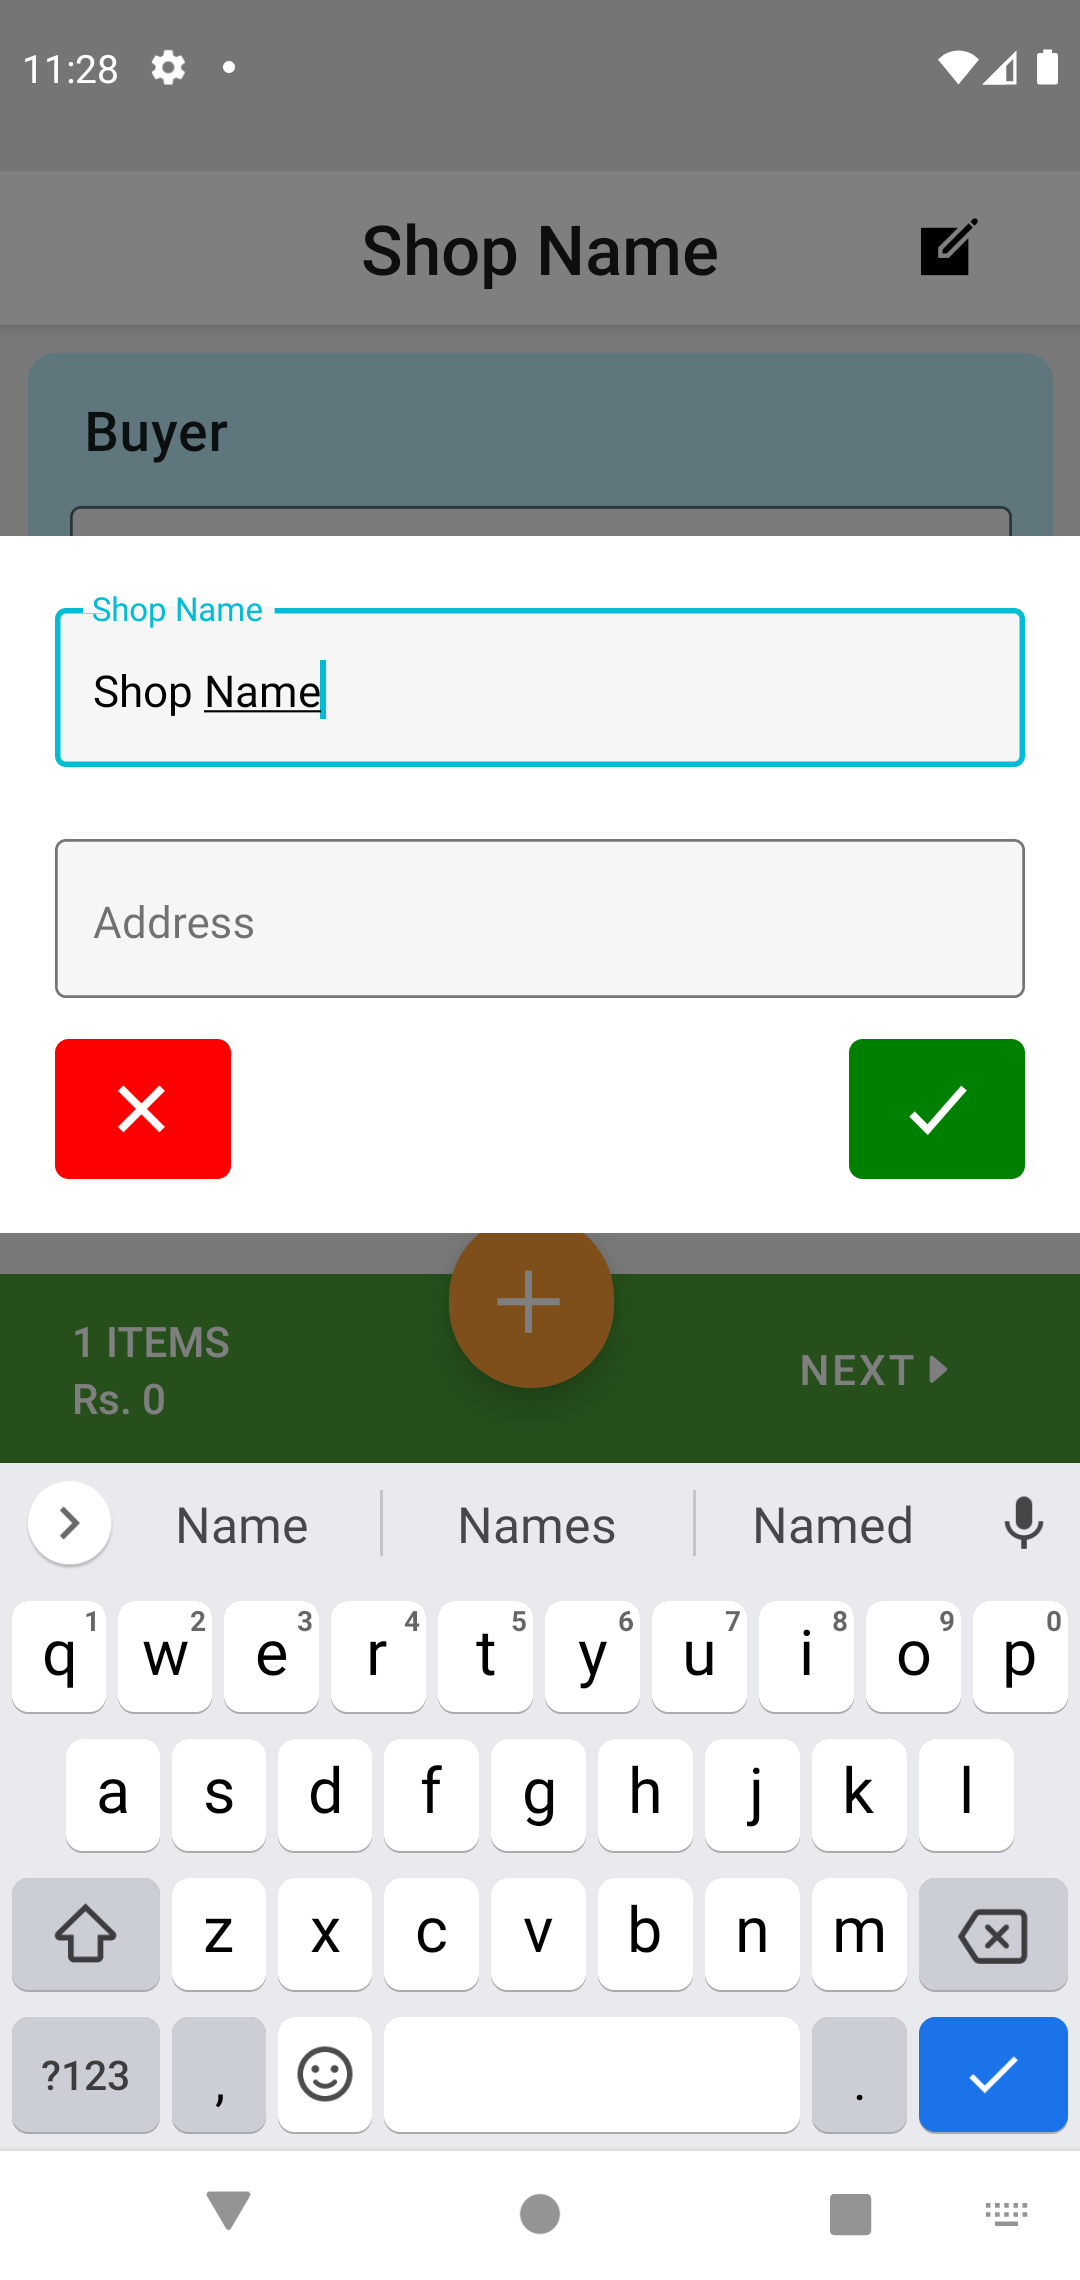 11:28
Shop Name
Buyer
Shop Name
Shop Name
Address
1 ITEMS
Rs. 0
NEXT
Name Names Named
q 1 w 2 e 3 r 4 t 5 y 6 u 7 i 8 o 9 p 0
a s d f g h j k l
z x c v b n m
?123 , .